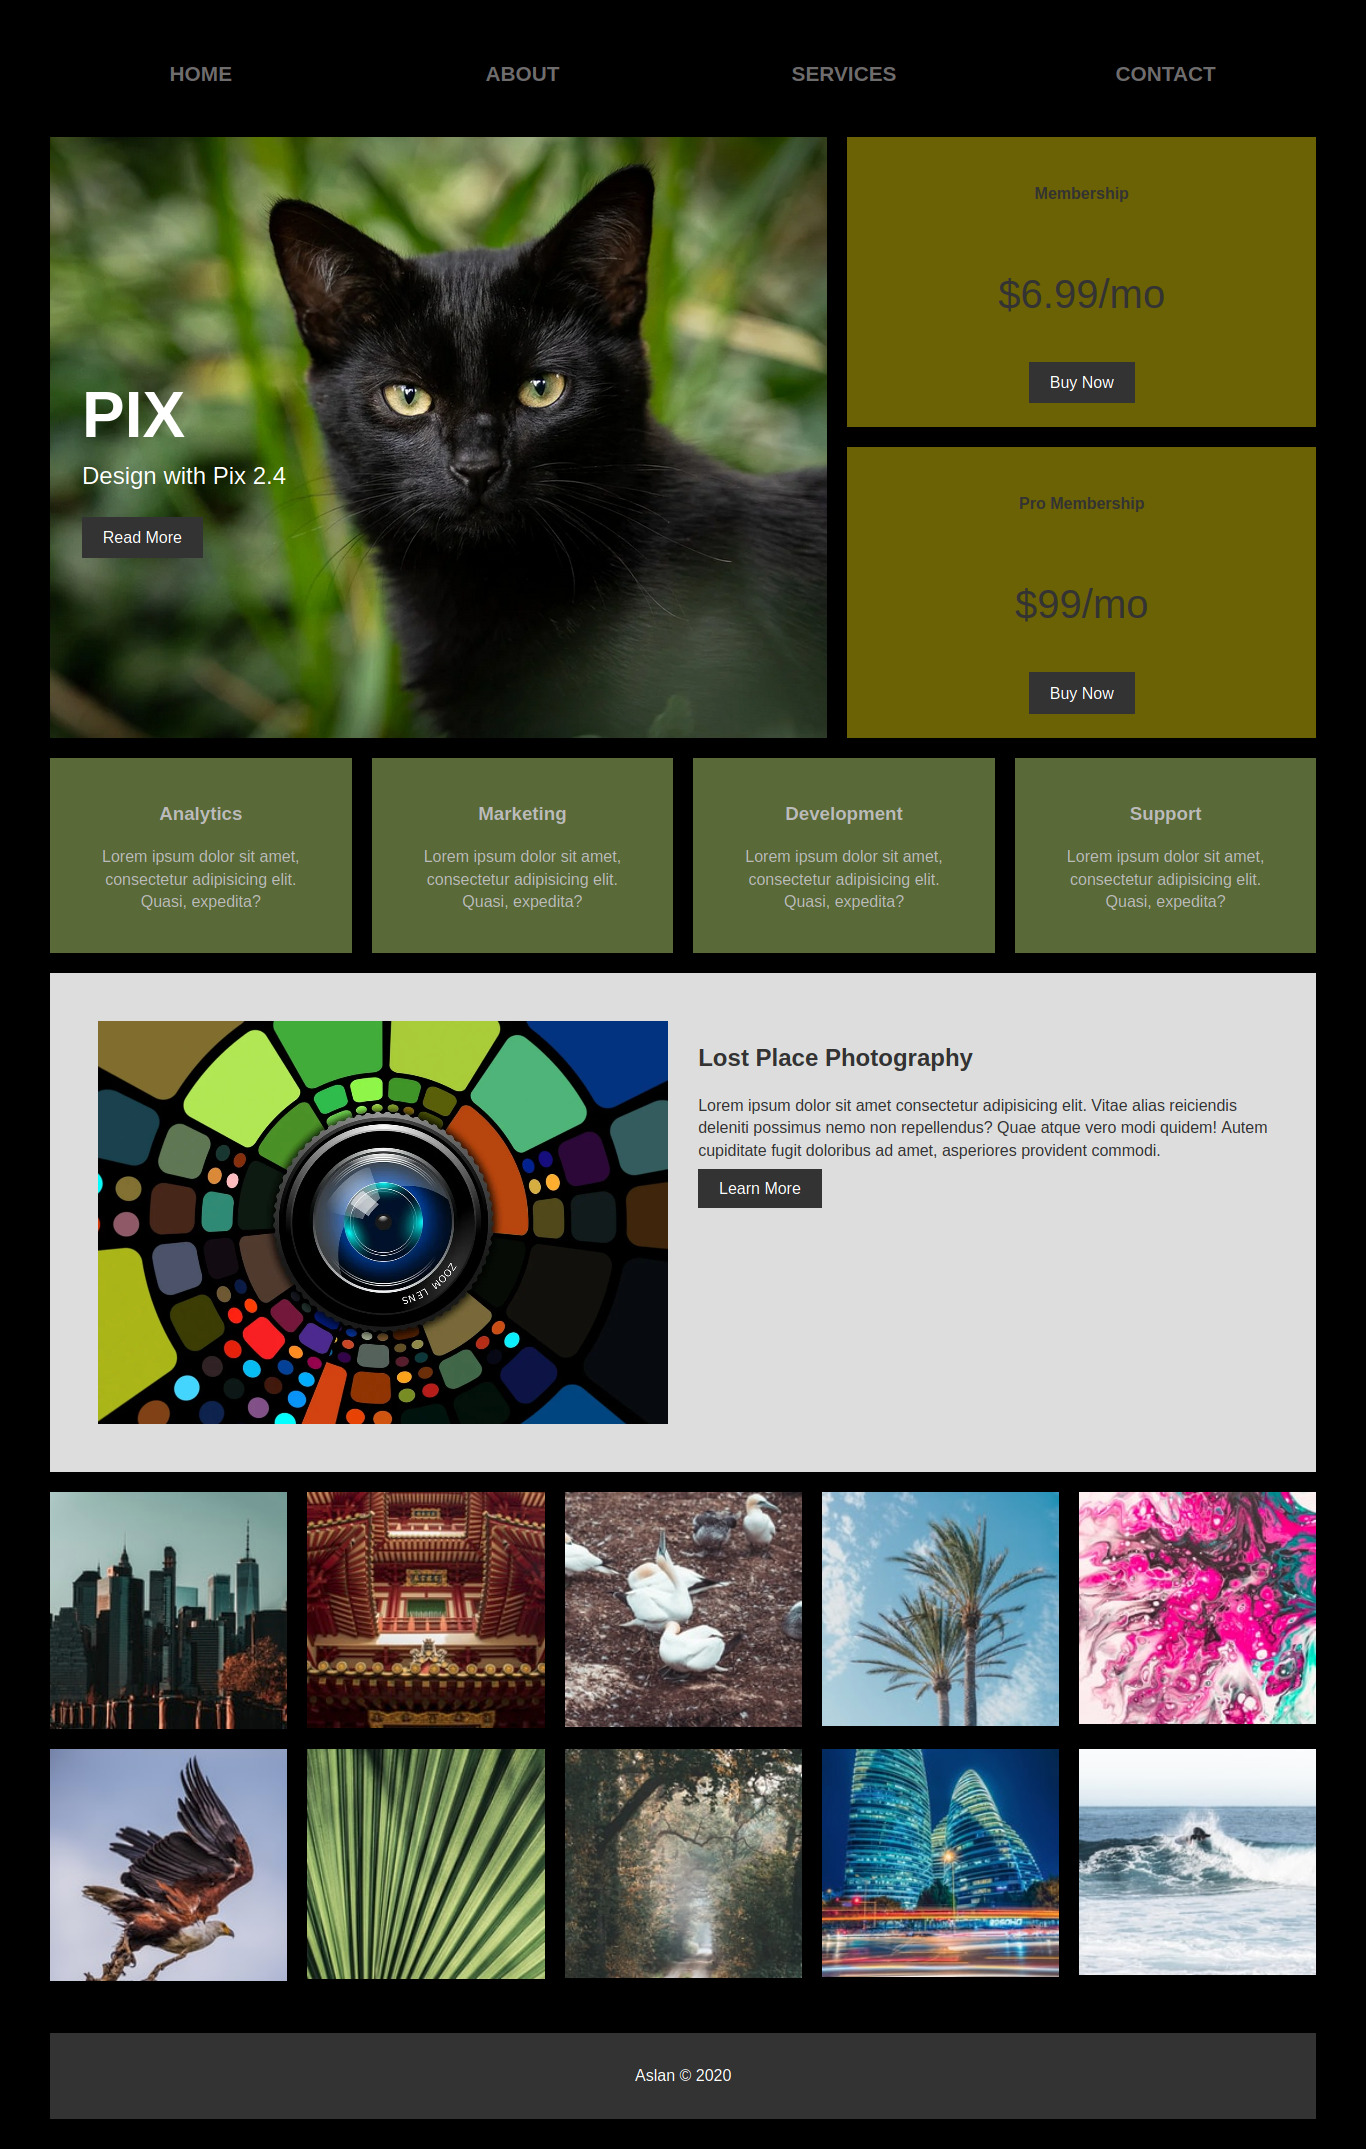 HOME ABOUT SERVICES CONTACT
PIX
Design with Pix 2.4
Read More
Membership
$6.99/mo
Buy Now
Pro Membership
$99/mo
Buy Now
Analytics
Lorem ipsum dolor sit amet,
consectetur adipisicing elit.
Quasi, expedita?
Marketing
Lorem ipsum dolor sit amet,
consectetur adipisicing elit.
Quasi, expedita?
Development
Lorem ipsum dolor sit amet,
consectetur adipisicing elit.
Quasi, expedita?
Support
Lorem ipsum dolor sit amet,
consectetur adipisicing elit.
Quasi, expedita?
ZOOM LENS
Lost Place Photography
Lorem ipsum dolor sit amet consectetur adipisicing elit. Vitae alias reiciendis
deleniti possimus nemo non repellendus? Quae atque vero modi quidem! Autem
cupiditate fugit doloribus ad amet, asperiores provident commodi.
Learn More
Aslan © 2020